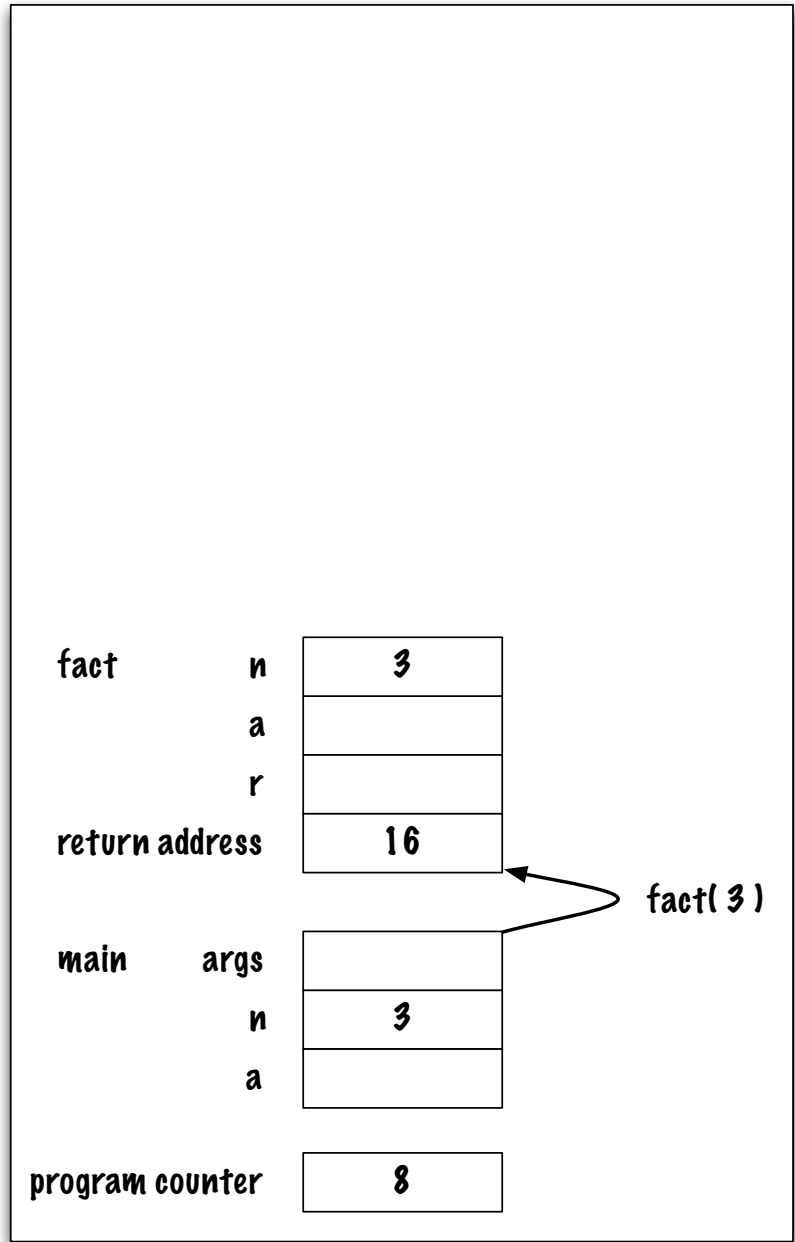 fact n 3
a
r
return address 16
fact( 3 )
main args
n 3
a
program counter 8